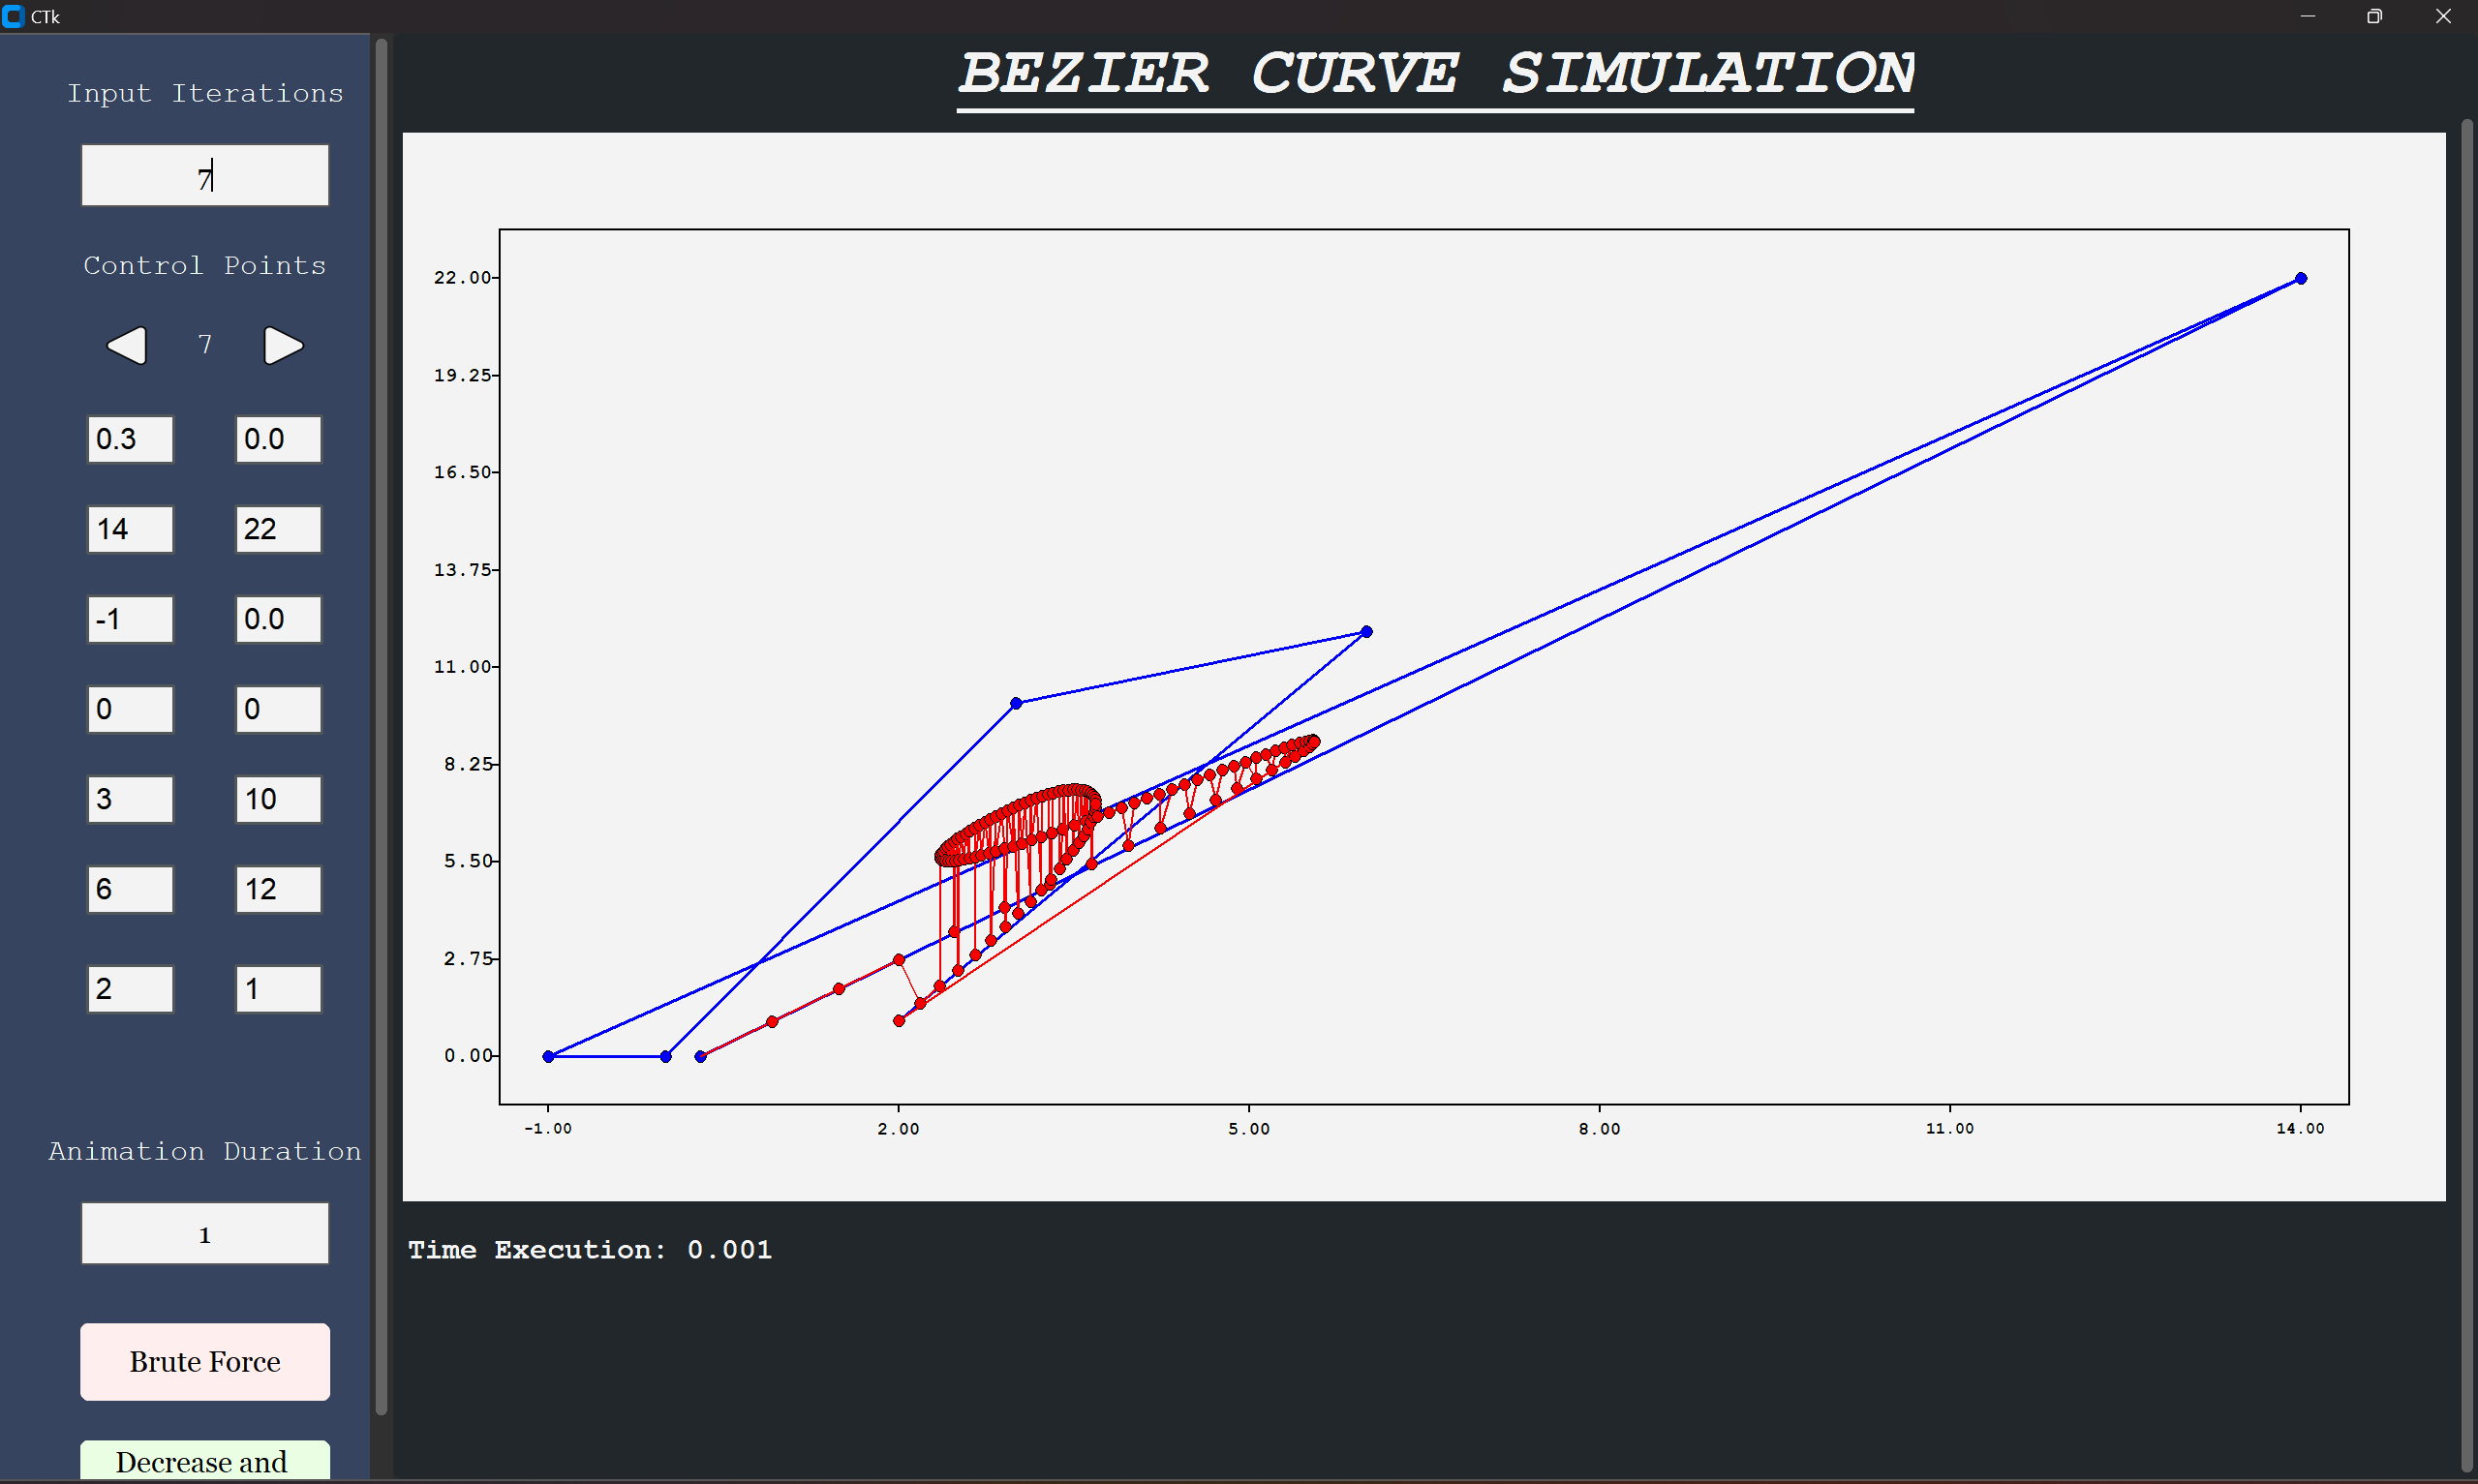 CTk
BEZIER CURVE SIMULATION
Input Iterations
7
Control Points
7
0.3 0.0
14 22
-1 0.0
0 0
3 10
6 12
2 1
Animation Duration
1
Brute Force
Decrease and
22.00
19.25
16.50
13.75
11.00
8.25
5.50
2.75
0.00
-1.00 2.00 5.00 8.00 11.00 14.00
Time Execution: 0.001